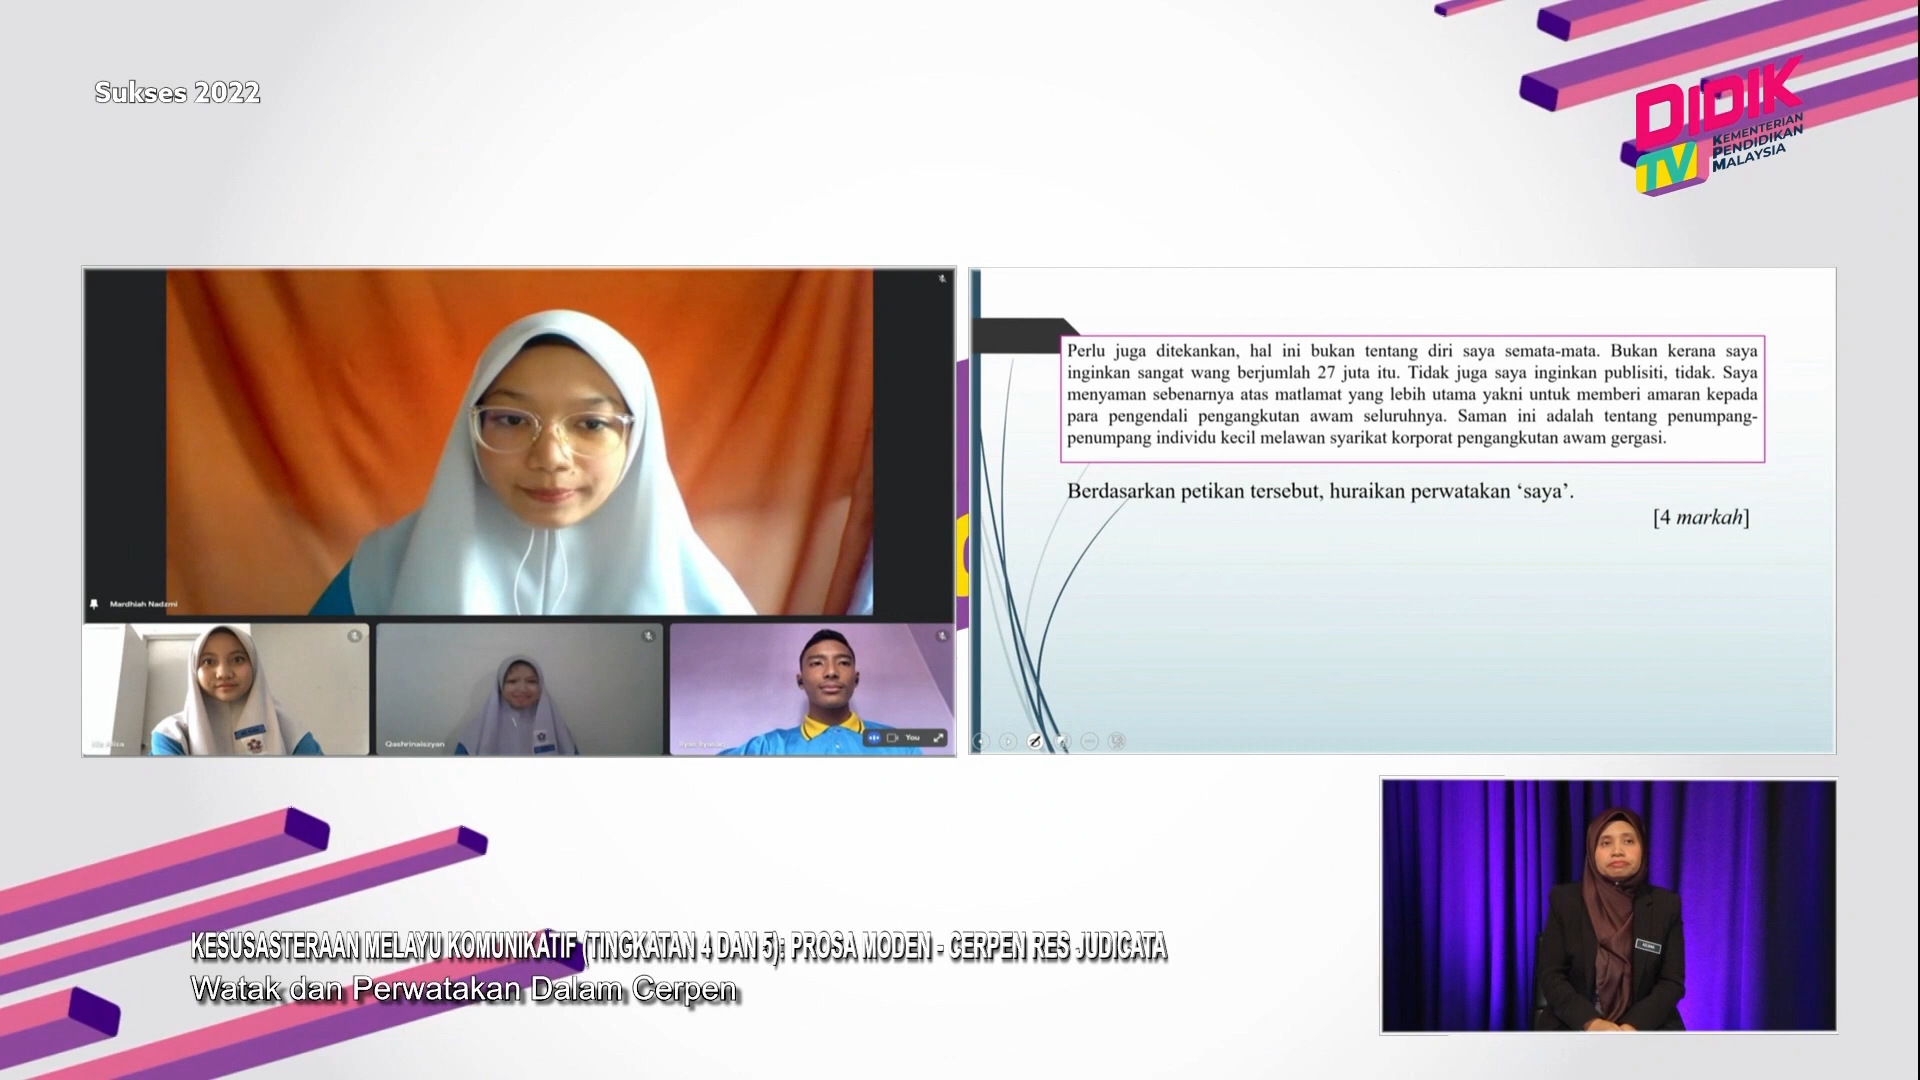 Sukses 2022
DIDIK
TV
KEMENTERIAN
PENDIDIKAN
MALAYSIA
Mardhiah Nadzmi
Qashrinaiszyan
You
Perlu juga ditekankan, hal ini bukan tentang diri saya semata-mata. Bukan kerana saya
inginkan sangat wang berjumlah 27 juta itu. Tidak juga saya inginkan publisiti, tidak. Saya
menyaman sebenarnya atas matlamat yang lebih utama yakni untuk memberi amaran kepada
para pengendali pengangkutan awam seluruhnya. Saman ini adalah tentang penumpang-
penumpang individu kecil melawan syarikat korporat pengangkutan awam gergasi.
Berdasarkan petikan tersebut, huraikan perwatakan ‘saya’.
[4 markah]
KESUSASTERAAN MELAYU KOMUNIKATIF (TINGKATAN 4 DAN 5): PROSA MODEN - CERPEN RES JUDICATA
Watak dan Perwatakan Dalam Cerpen